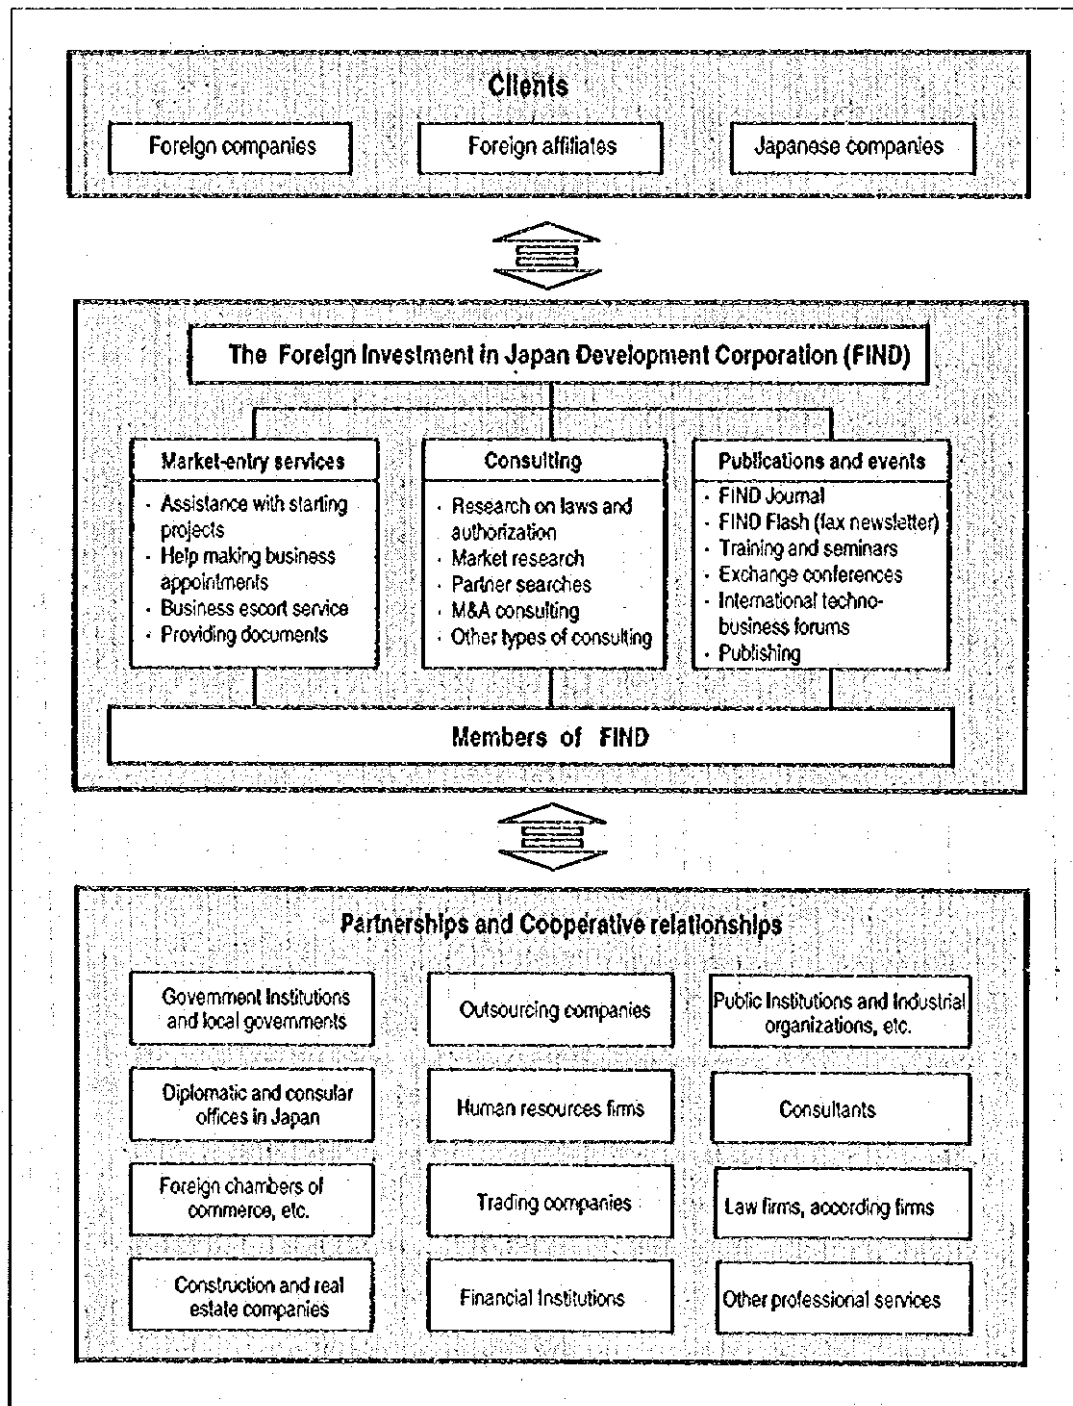 Clients
Foreign companies
Foreign affiliates
Japanese companies
The Foreign Investment in Japan Development Corporation (FIND)
Market-entry services
· Assistance with starting
projects
· Help making business
appointments
· Business escort service
· Providing documents
Consulting
· Research on laws and
authorization
· Market research
· Partner searches
· M&A consulting
· Other types of consulting
Publications and events
· FIND Journal
· FIND Flash (fax newsletter)
· Training and seminars
· Exchange conferences
· International techno-
business forums
· Publishing
Members of FIND
Partnerships and Cooperative relationships
Government Institutions
and local governments
Outsourcing companies
Public Institutions and Industrial
organizations, etc.
Diplomatic and consular
offices in Japan
Human resources firms
Consultants
Foreign chambers of
commerce, etc.
Trading companies
Law firms, according firms
Construction and real
estate companies
Financial Institutions
Other professional services